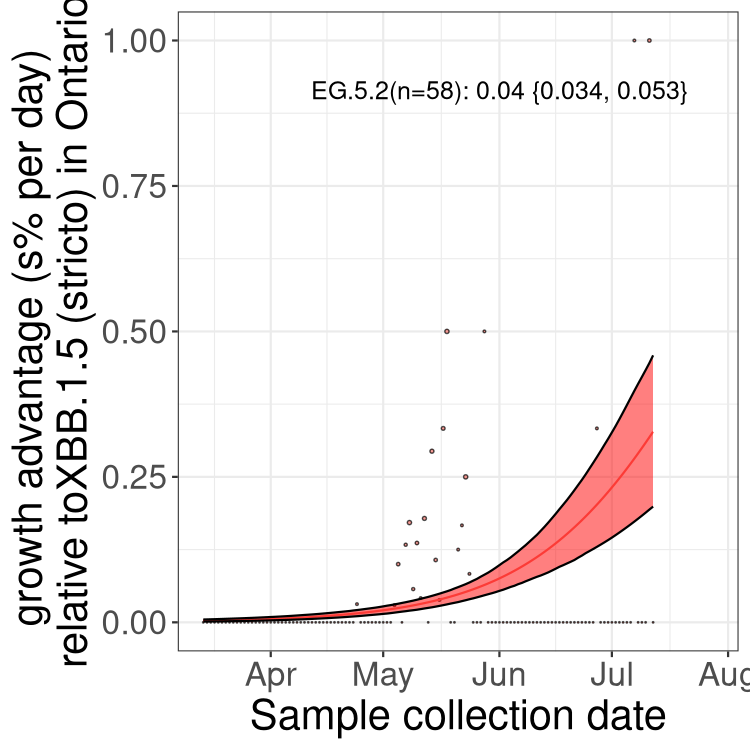 growth advantage (s% per day)
relative toXBB.1.5 (stricto) in Ontario
1.00
0.75
0.50
0.25
0.00
EG.5.2(n=58): 0.04 {0.034, 0.053}
Apr May Jun Jul Aug
Sample collection date